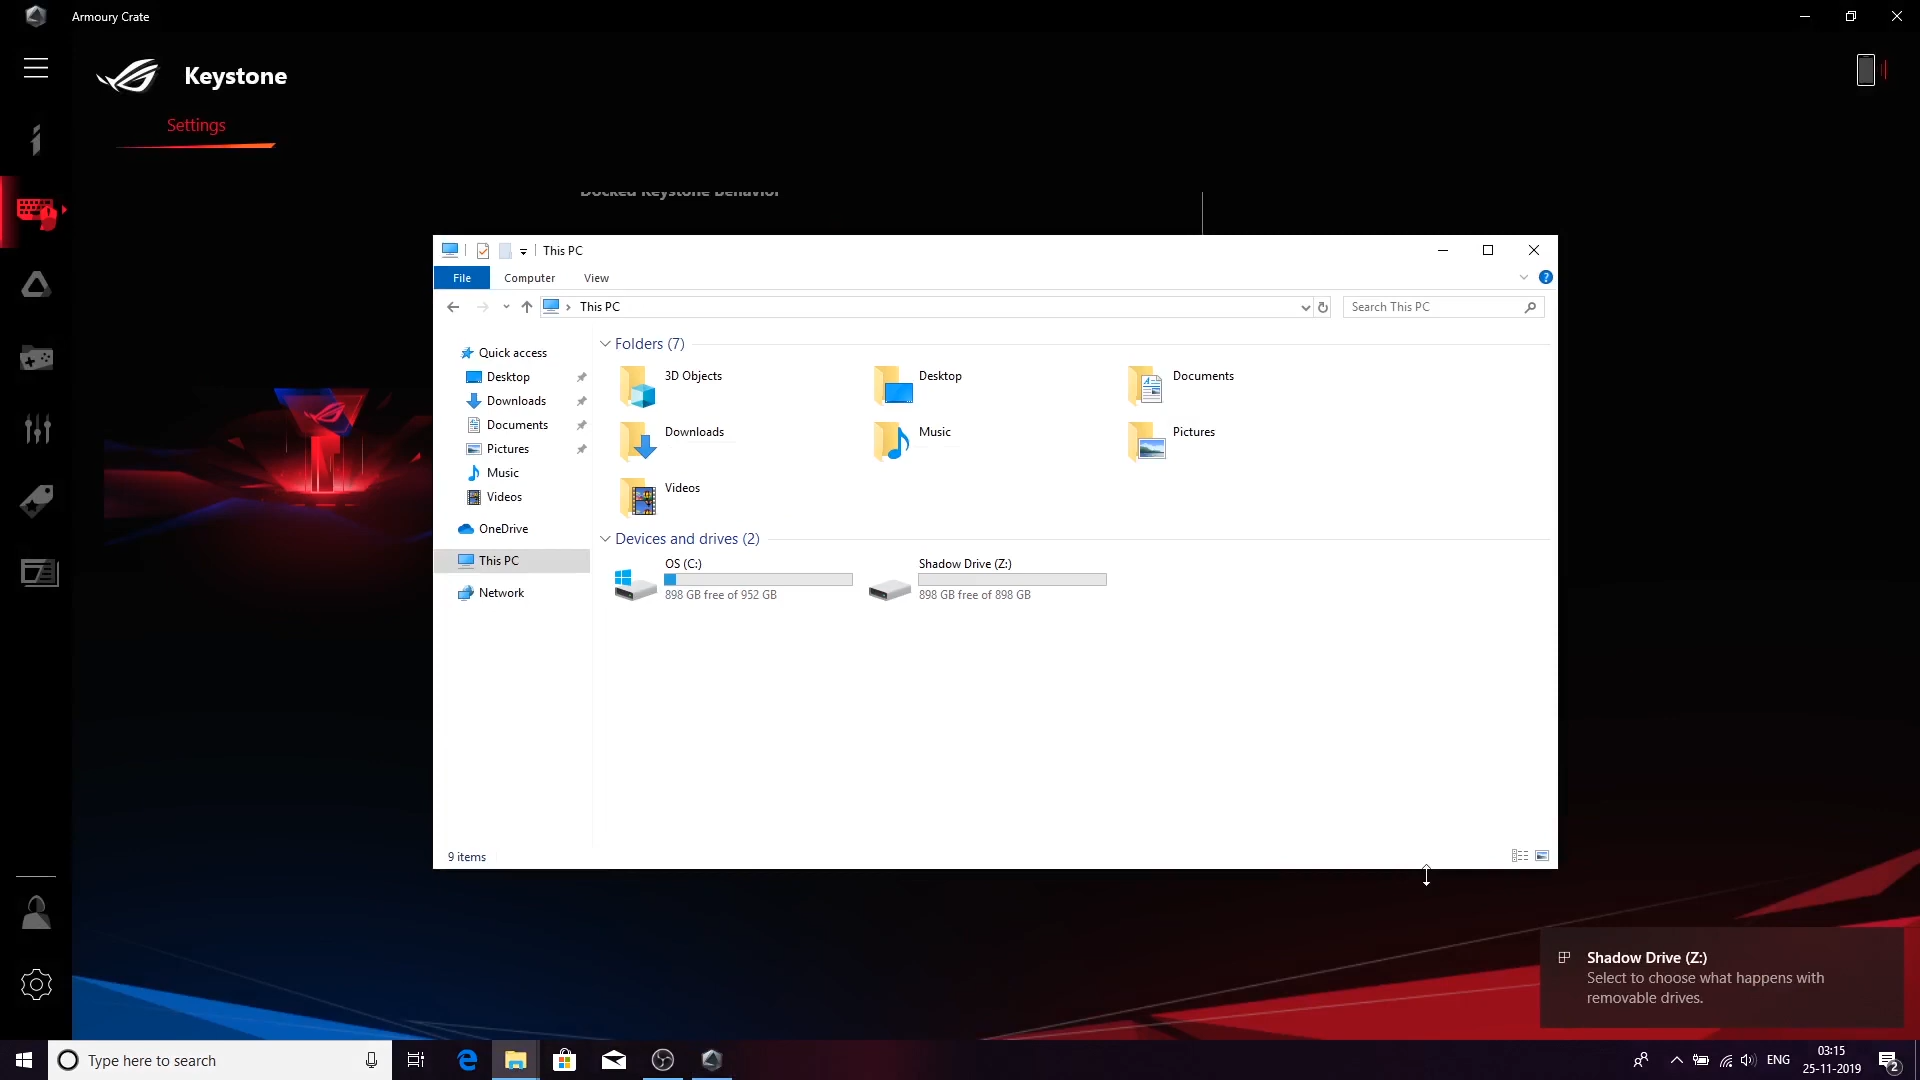 Armoury Crate
Keystone
Settings
Docked Keystone Behavior
This PC
File Computer View
This PC
Search This PC
Quick access
Desktop
Downloads
Documents
Pictures
Music
Videos
OneDrive
This PC
Network
Folders (7)
3D Objects
Desktop
Documents
Downloads
Music
Pictures
Videos
Devices and drives (2)
OS (C:)
898 GB free of 952 GB
Shadow Drive (Z:)
898 GB free of 898 GB
9 items
Shadow Drive (Z:)
Select to choose what happens with
removable drives.
Type here to search
ENG
03:15
25-11-2019
2